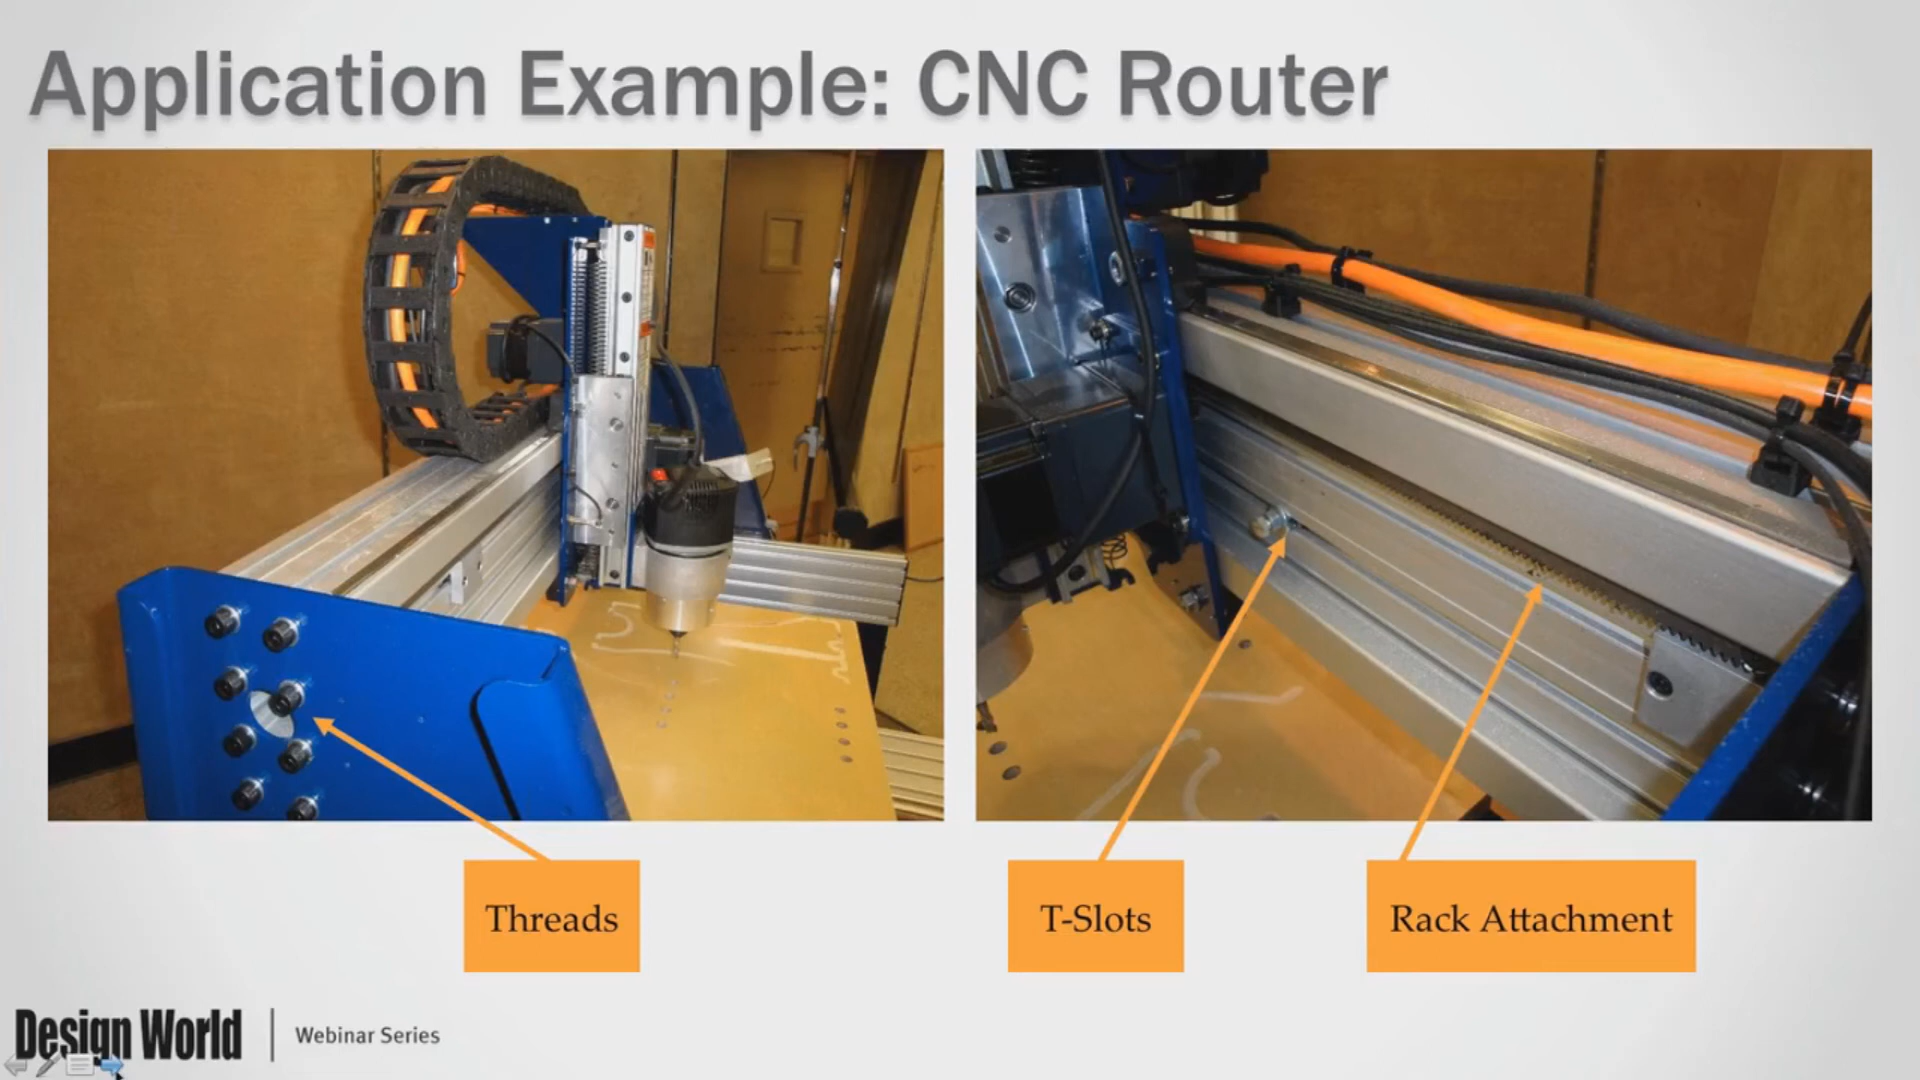 Application Example: CNC Router
Threads
T-Slots
Rack Attachment
Design World
Webinar Series